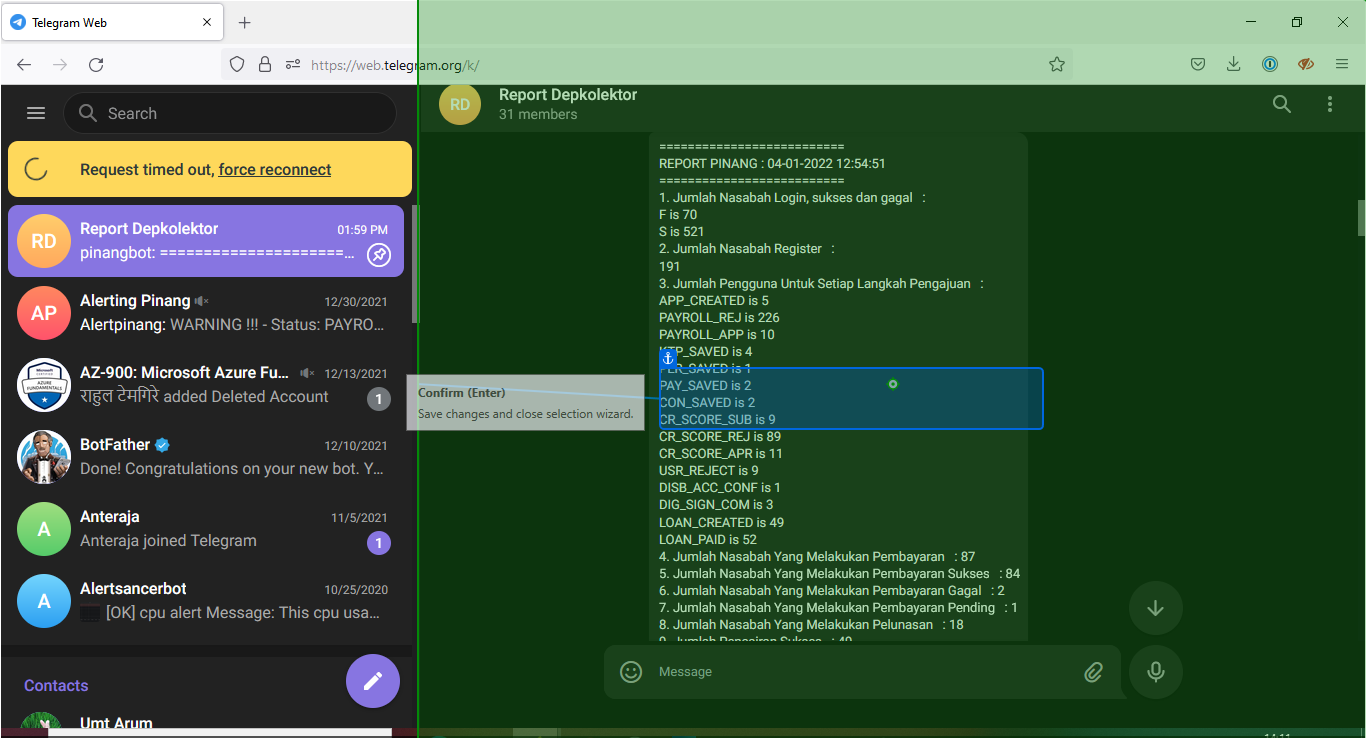 Telegram Web
https://web.telegram.org/k/
Search
Request timed out, force reconnect
RD
Report Depkolektor
01:59 PM
pinangbot: =====================...
AP
Alerting Pinang
12/30/2021
Alertpinang: WARNING !!! - Status: PAYRO...
Microsoft
AZURE
FUNDAMENTALS
AZ-900: Microsoft Azure Fu...
12/13/2021
राहुल टेमगिरे added Deleted Account
1
BotFather
12/10/2021
Done! Congratulations on your new bot. Y...
A
Anteraja
11/5/2021
Anteraja joined Telegram
1
A
Alertsancerbot
10/25/2020
[OK] cpu alert Message: This cpu usa...
Contacts
Umt Arum
RD
Report Depkolektor
31 members
==========================
REPORT PINANG : 04-01-2022 12:54:51
==========================
1. Jumlah Nasabah Login, sukses dan gagal :
F is 70
S is 521
2. Jumlah Nasabah Register :
191
3. Jumlah Pengguna Untuk Setiap Langkah Pengajuan :
APP_CREATED is 5
PAYROLL_REJ is 226
PAYROLL_APP is 10
KTP_SAVED is 4
PER_SAVED is 1
PAY_SAVED is 2
CON_SAVED is 2
CR_SCORE_SUB is 9
CR_SCORE_REJ is 89
CR_SCORE_APR is 11
USR_REJECT is 9
DISB_ACC_CONF is 1
DIG_SIGN_COM is 3
LOAN_CREATED is 49
LOAN_PAID is 52
4. Jumlah Nasabah Yang Melakukan Pembayaran : 87
5. Jumlah Nasabah Yang Melakukan Pembayaran Sukses : 84
6. Jumlah Nasabah Yang Melakukan Pembayaran Gagal : 2
7. Jumlah Nasabah Yang Melakukan Pembayaran Pending : 1
8. Jumlah Nasabah Yang Melakukan Pelunasan : 18
9. Jumlah Pencairan Sukses : 49
Confirm (Enter)
Save changes and close selection wizard.
Message